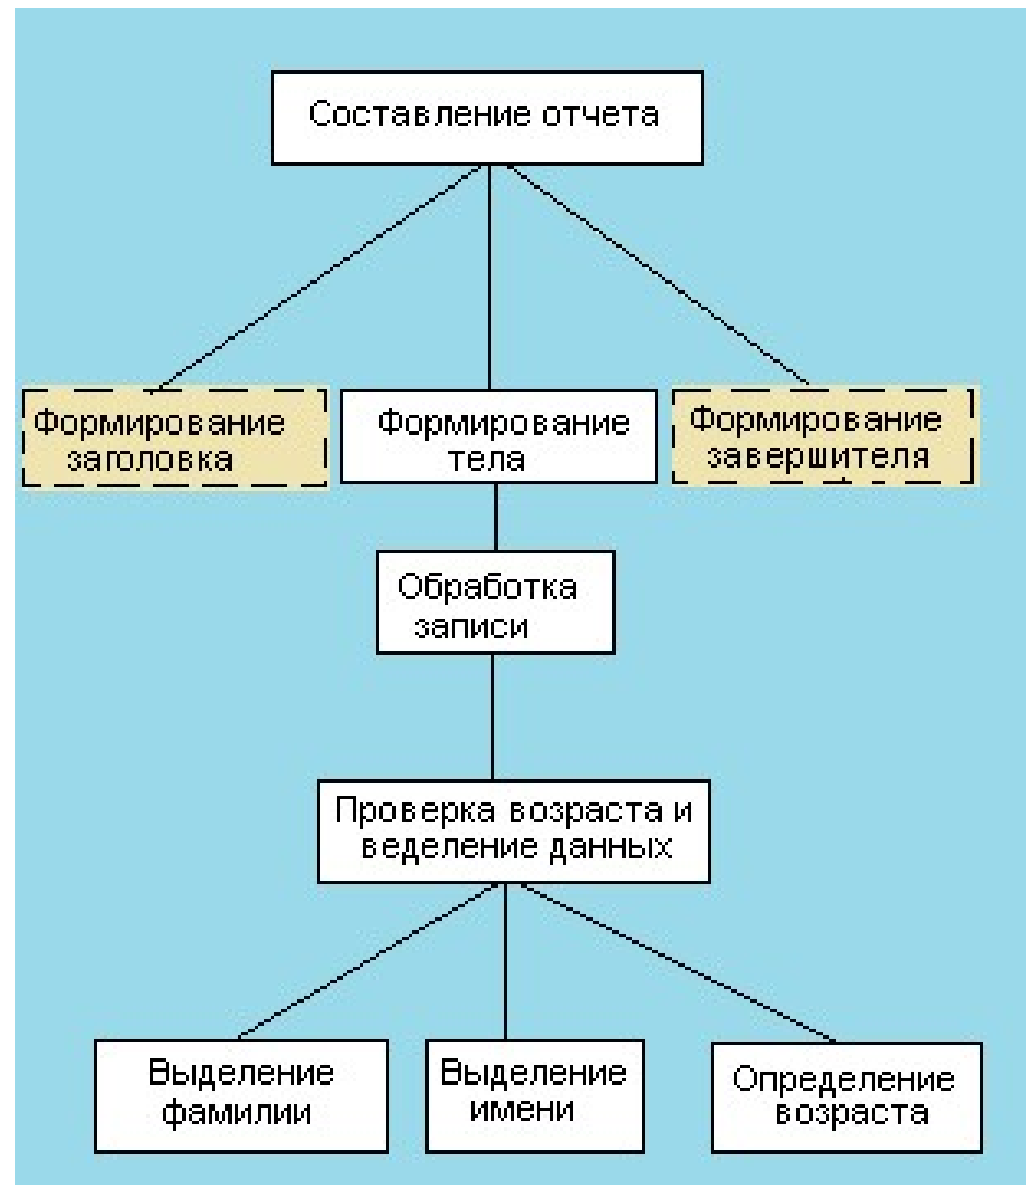 Составление отчета
Формирование
заголовка
Формирование
тела
Формирование
завершителя
Обработка
записи
Проверка возраста и
веделение данных
Выделение
фамилии
Выделение
имени
Определение
возраста